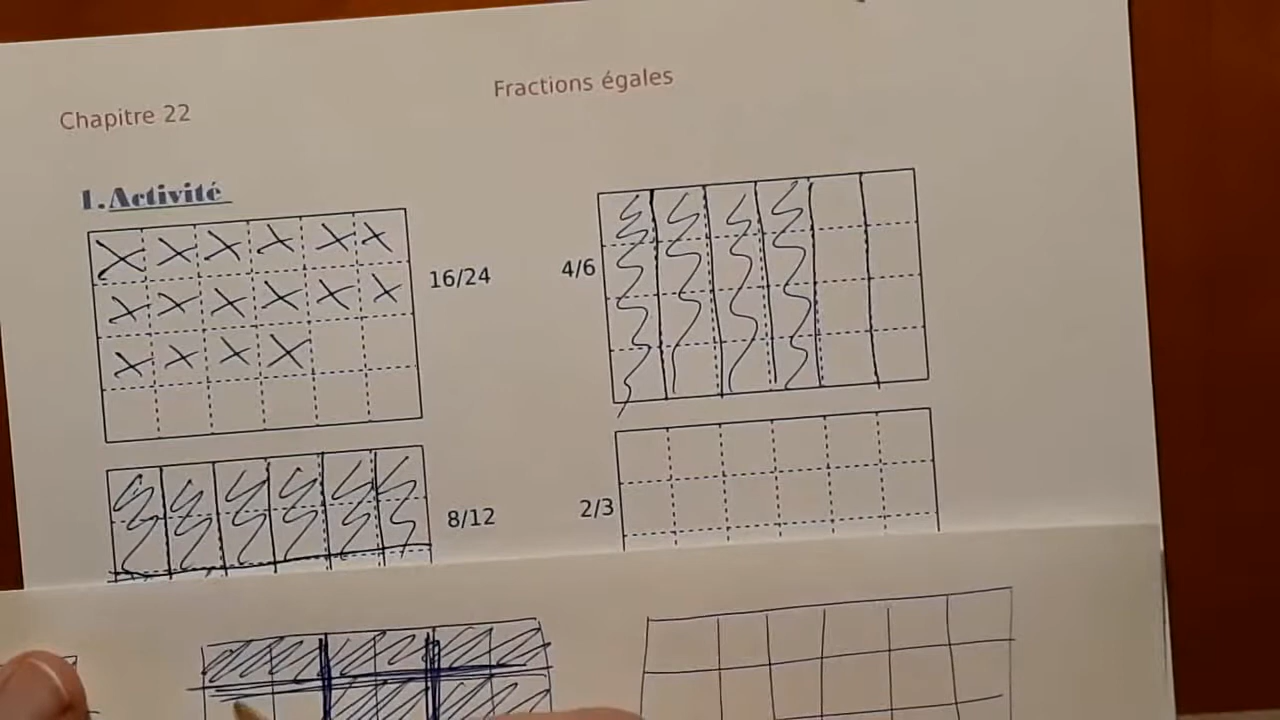 Chapitre 22
Fractions égales
1. Activité
16/24
4/6
8/12
2/3